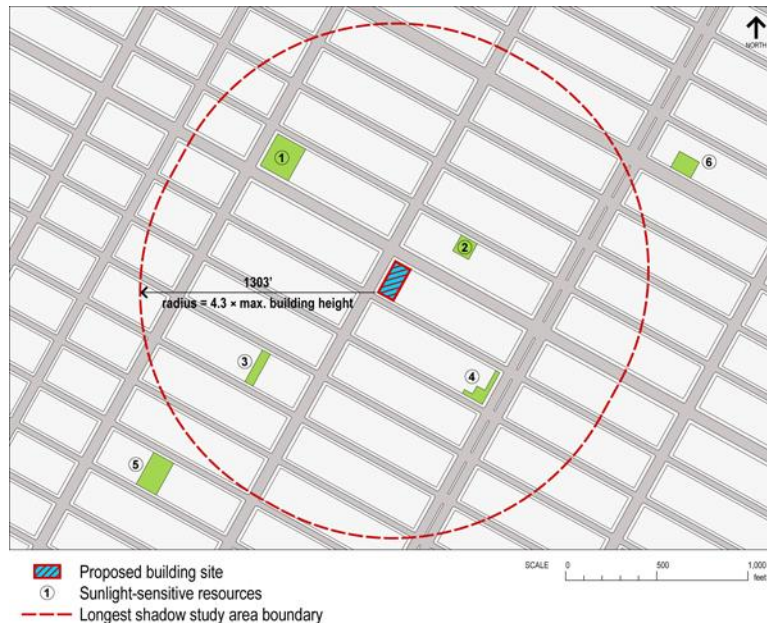 NORTH
1
6
2
1303'
radius = 4.3 × max. building height
3
4
5
SCALE 0 500 1,000
feet
Proposed building site
1 Sunlight-sensitive resources
Longest shadow study area boundary